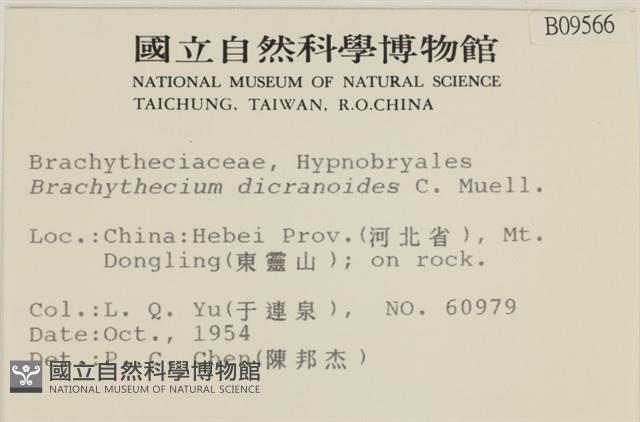 B09566
國立自然科學博物館
NATIONAL MUSEUM OF NATURAL SCIENCE
TAICHUNG, TAIWAN, R.O.CHINA
Brachytheciaceae, Hypnobryales
Brachythecium dicranoides C. Muell.
Loc.:China:Hebei Prov.(河北省), Mt.
Dongling(東靈山); on rock.
Col.:L. Q. Yu(于連泉), NO. 60979
Date:Oct., 1954
Det.:P. C. Chen(陳邦杰)
國立自然科學博物館
NATIONAL MUSEUM OF NATURAL SCIENCE